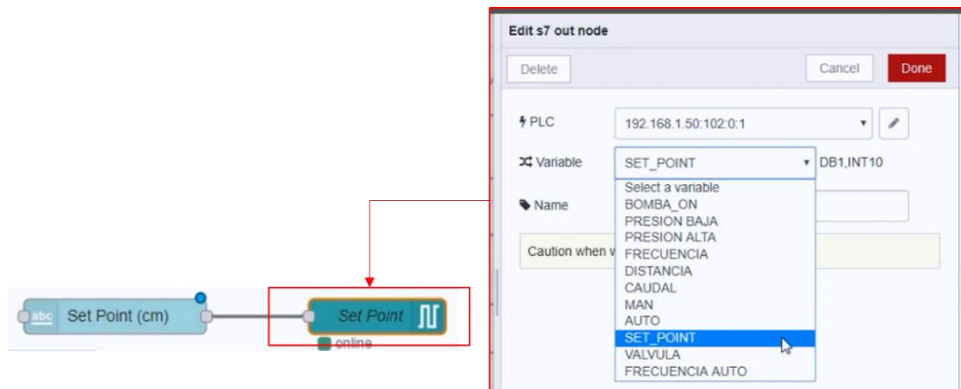 Edit s7 out node
Delete
Cancel
Done
PLC
192.168.1.50:102:0:1
Variable
SET_POINT
DB1,INT10
Select a variable
BOMBA_ON
PRESION BAJA
PRESION ALTA
FRECUENCIA
DISTANCIA
CAUDAL
MAN
AUTO
SET_POINT
VALVULA
FRECUENCIA AUTO
Name
Caution when
abc
Set Point (cm)
Set Point
online